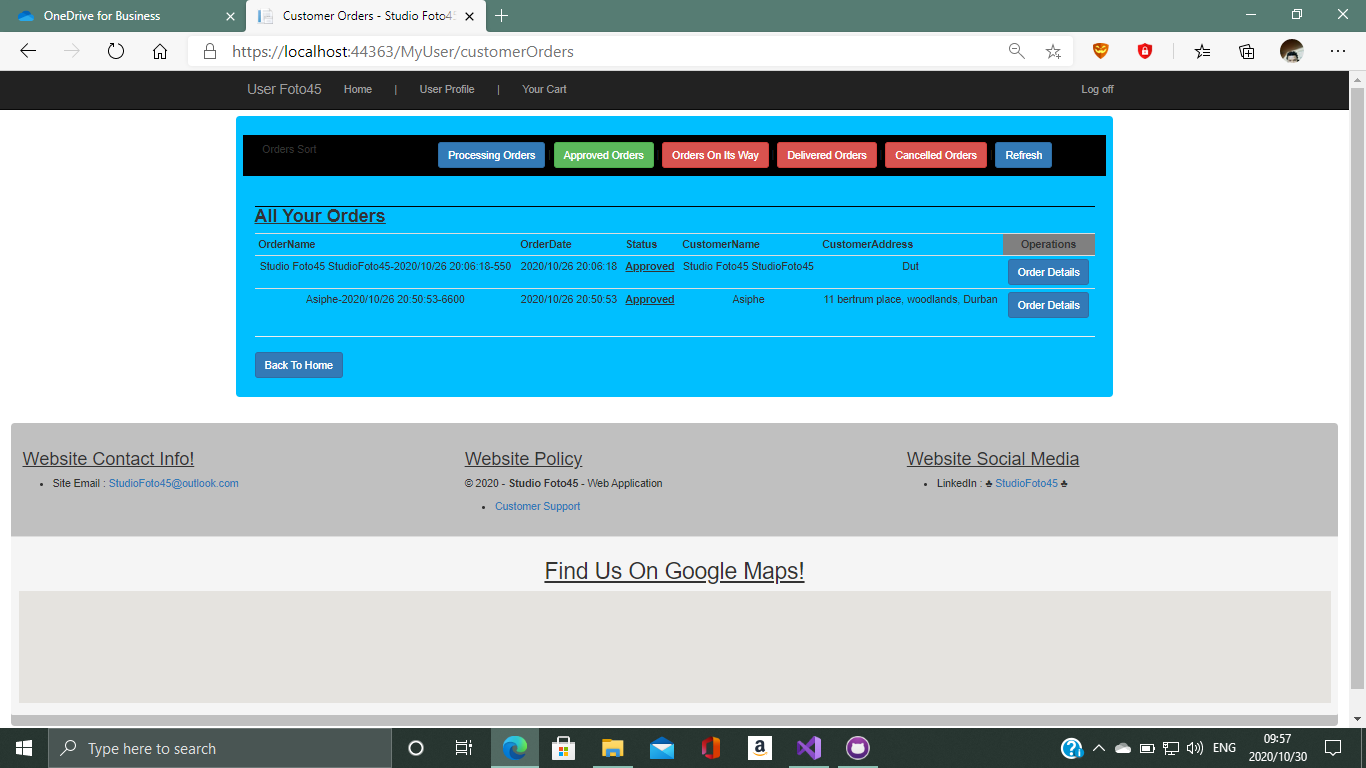 OneDrive for Business
Customer Orders - Studio Foto45
https://localhost:44363/MyUser/customerOrders
User Foto45 Home | User Profile | Your Cart Log off
Orders Sort Processing Orders | Approved Orders Orders On Its Way Delivered Orders Cancelled Orders | Refresh
All Your Orders
OrderName OrderDate Status CustomerName CustomerAddress Operations
Studio Foto45 StudioFoto45-2020/10/26 20:06:18-550 2020/10/26 20:06:18 Approved Studio Foto45 StudioFoto45 Dut Order Details
Asiphe-2020/10/26 20:50:53-6600 2020/10/26 20:50:53 Approved Asiphe 11 bertrum place, woodlands, Durban Order Details
Back To Home
Website Contact Info! Website Policy Website Social Media
• Site Email : StudioFoto45@outlook.com © 2020 - Studio Foto45 - Web Application • LinkedIn : ♣ StudioFoto45 ♣
• Customer Support
Find Us On Google Maps!
Type here to search ENG 09:57
2020/10/30